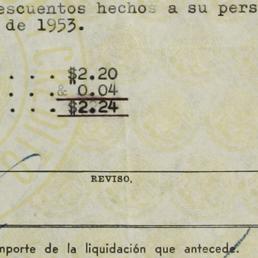 escuentos hechos a su pers
de 1953.
. . . $2.20
. . . & 0.04
. . . $2.24
REVISO,
mporte de la liquidación que antecede.